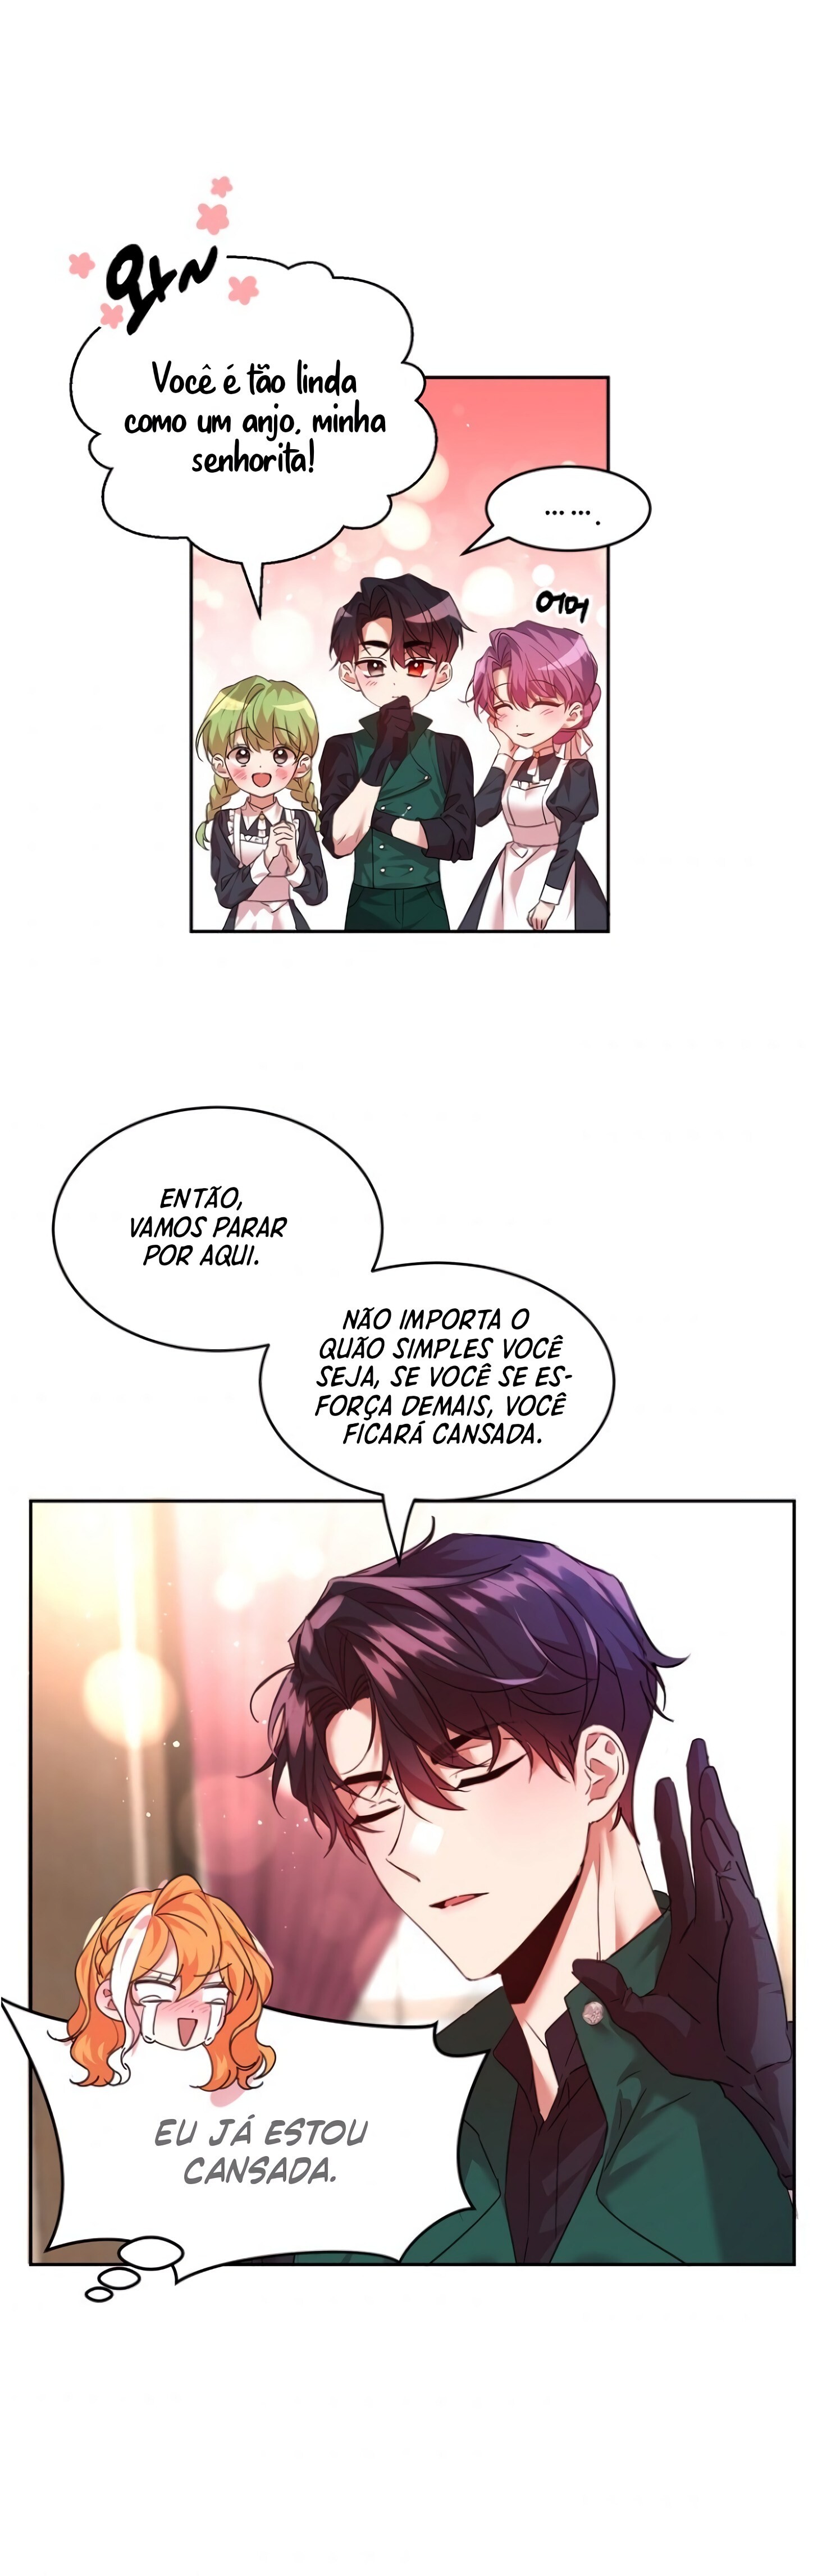 Você é tão linda
como um anjo, minha
senhorita!
... ... .
ENTÃO,
VAMOS PARAR
POR AQUI.
NÃO IMPORTA O
QUÃO SIMPLES VOCÊ
SEJA, SE VOCÊ SE ES-
FORÇA DEMAIS, VOCÊ
FICARÁ CANSADA.
EU JÁ ESTOU
CANSADA.